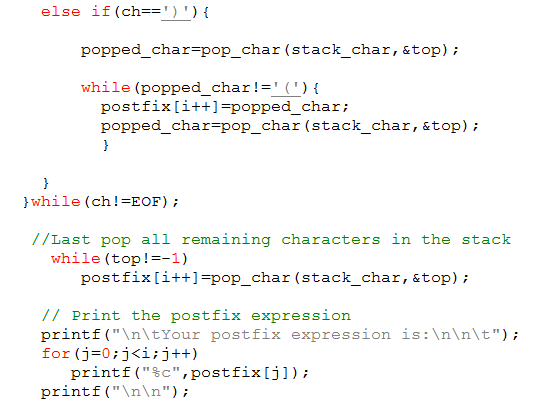 else if(ch==')'){
popped_char=pop_char(stack_char,&top);
while(popped_char!='('){
postfix[i++]=popped_char;
popped_char=pop_char(stack_char,&top);
}
}
}while(ch!=EOF);
//Last pop all remaining characters in the stack
while(top!=-1)
postfix[i++]=pop_char(stack_char,&top);
// Print the postfix expression
printf("\n\tYour postfix expression is:\n\n\t");
for(j=0;j<i;j++)
printf("%c",postfix[j]);
printf("\n\n");